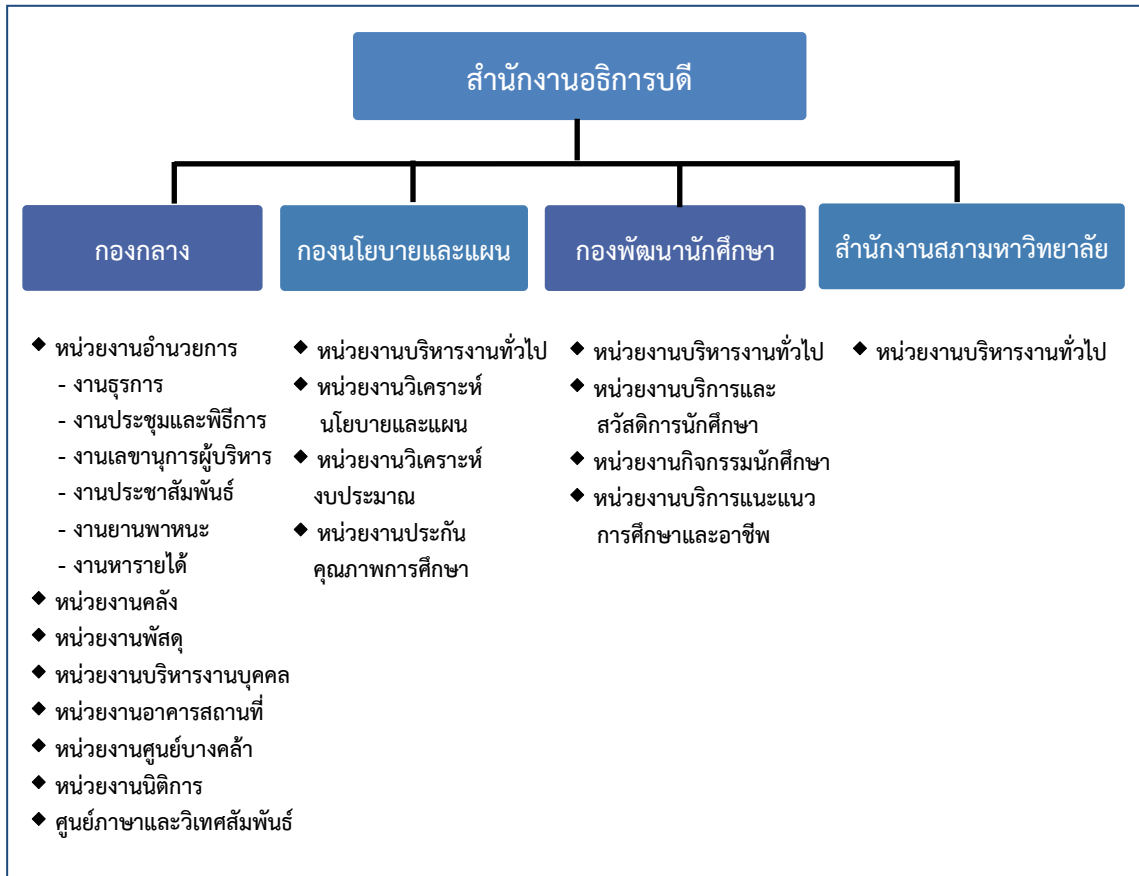 สำนักงานอธิการบดี
กองกลาง
กองนโยบายและแผน
กองพัฒนานักศึกษา
สำนักงานสภามหาวิทยาลัย
◆ หน่วยงานอำนวยการ
- งานธุรการ
- งานประชุมและพิธีการ
- งานเลขานุการผู้บริหาร
- งานประชาสัมพันธ์
- งานยานพาหนะ
- งานหารายได้
◆ หน่วยงานคลัง
◆ หน่วยงานพัสดุ
◆ หน่วยงานบริหารงานบุคคล
◆ หน่วยงานอาคารสถานที่
◆ หน่วยงานศูนย์บางคล้า
◆ หน่วยงานนิติการ
◆ ศูนย์ภาษาและวิเทศสัมพันธ์
◆ หน่วยงานบริหารงานทั่วไป
◆ หน่วยงานวิเคราะห์
นโยบายและแผน
◆ หน่วยงานวิเคราะห์
งบประมาณ
◆ หน่วยงานประกัน
คุณภาพการศึกษา
◆ หน่วยงานบริหารงานทั่วไป
◆ หน่วยงานบริการและ
สวัสดิการนักศึกษา
◆ หน่วยงานกิจกรรมนักศึกษา
◆ หน่วยงานบริการแนะแนว
การศึกษาและอาชีพ
◆ หน่วยงานบริหารงานทั่วไป